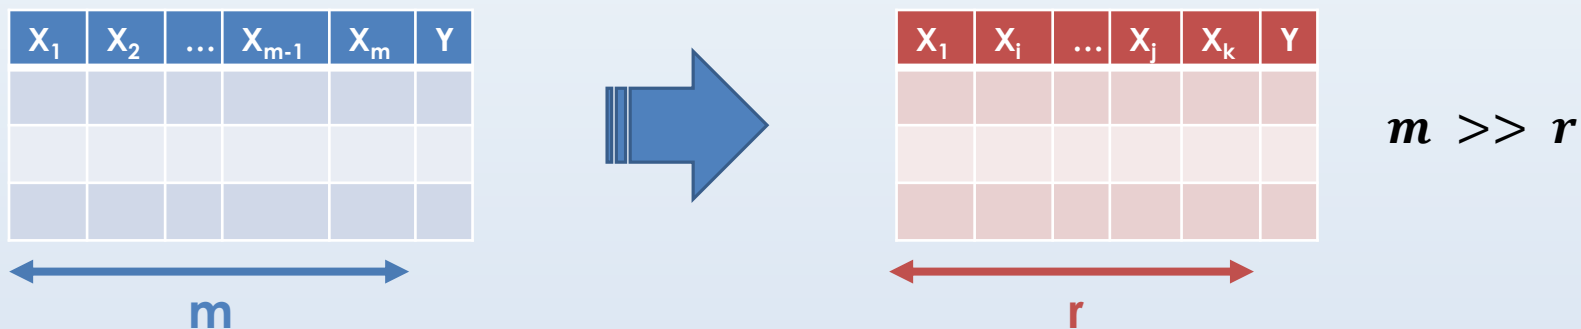 X₁ X₂ ... Xₘ₋₁ Xₘ Y
X₁ Xᵢ ... Xⱼ Xₖ Y
m >> r
m
r